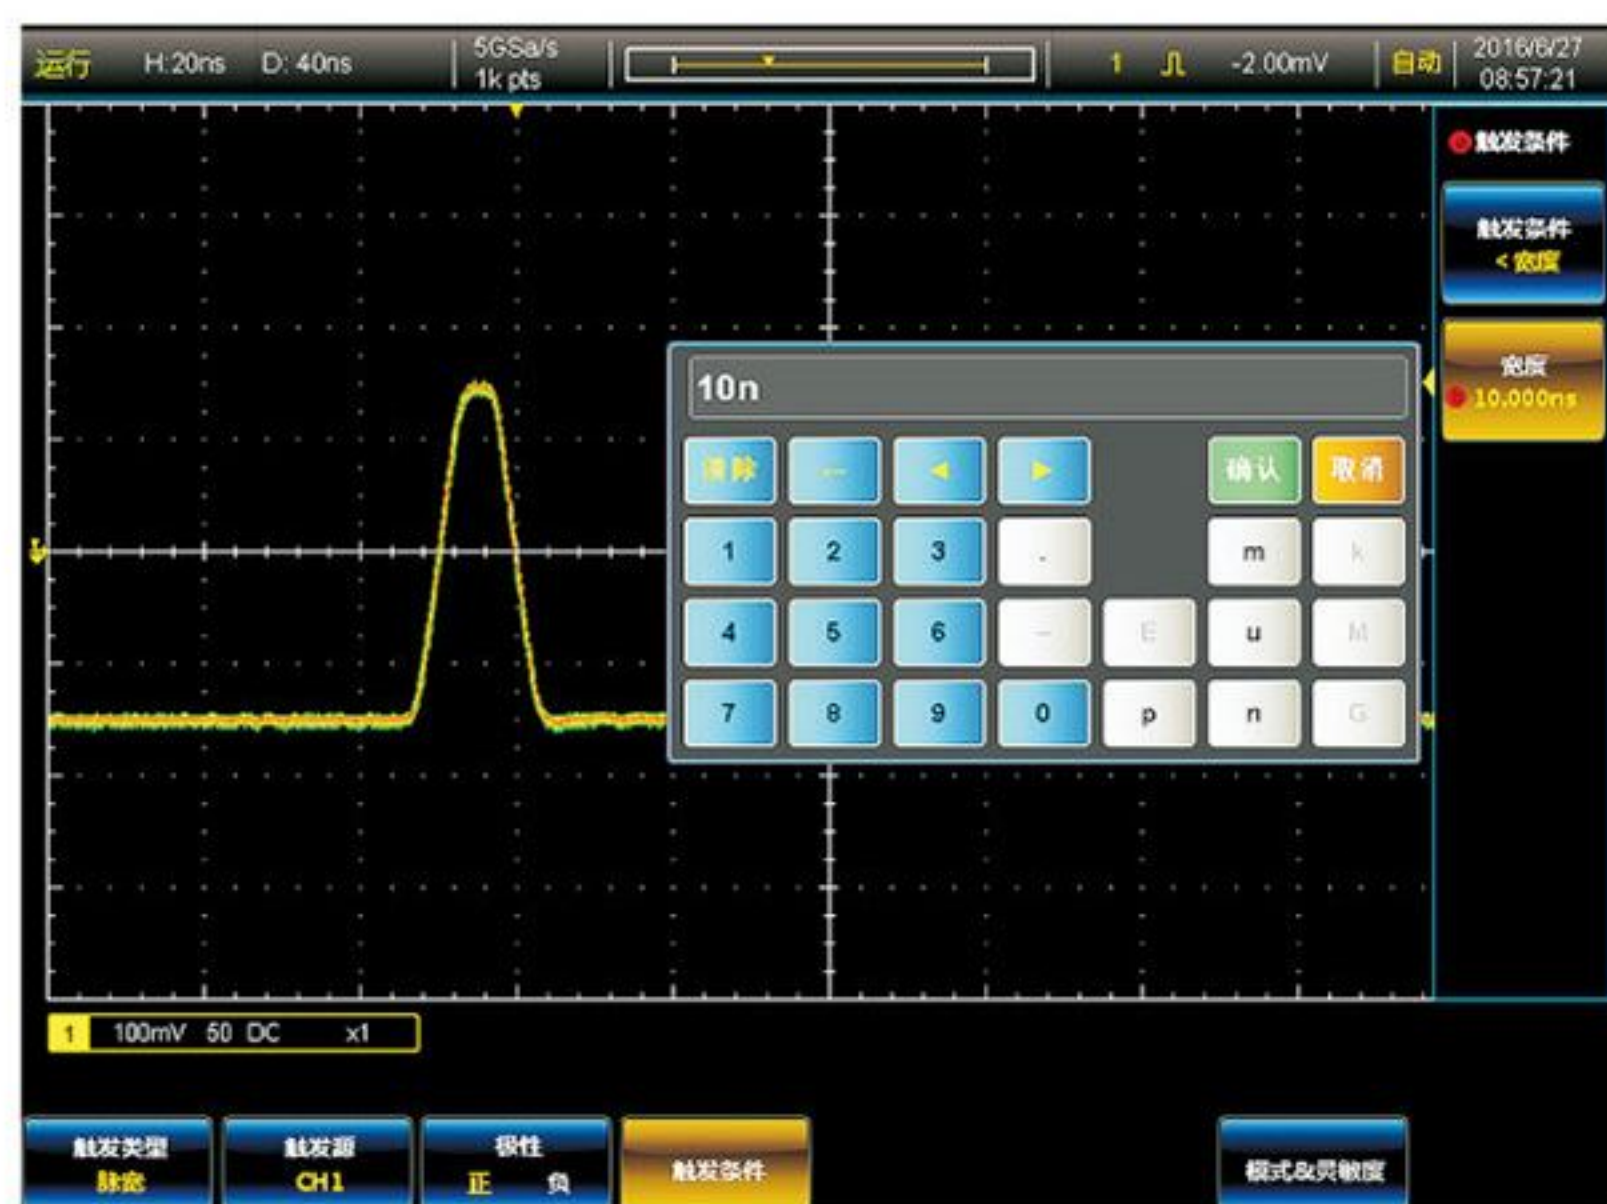 运行 H:20ns D: 40ns 5GSa/s 1 -2.00mV 自动 2016/6/27
1k pts 08:57:21
触发条件
触发条件
<宽度
宽度
10.000ns
10n
清除 ← ◀ ▶ 确认 取消
1 2 3 . m k
4 5 6 - E u M
7 8 9 0 p n G
1 100mV 50 DC x1
触发类型 触发源 极性 触发条件 模式&灵敏度
脉宽 CH1 正 负